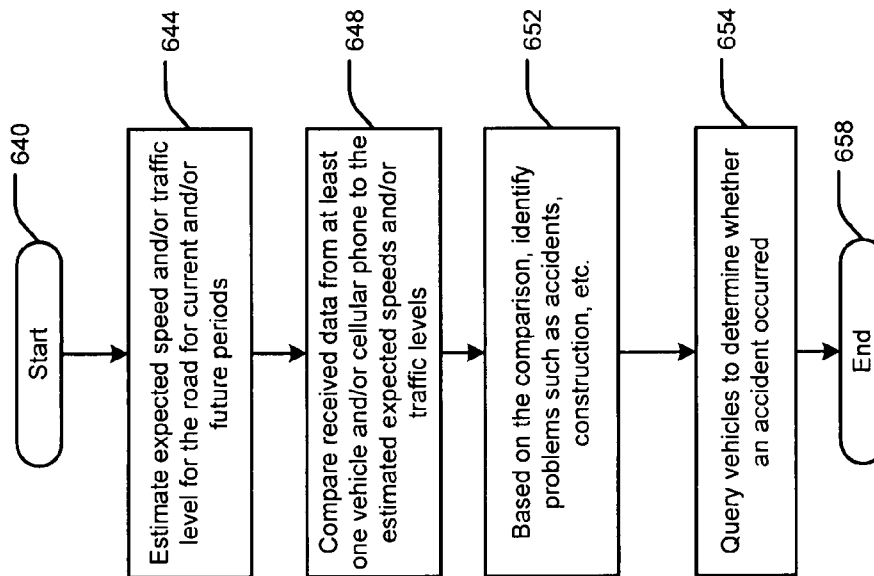 Start
640
Estimate expected speed and/or traffic
level for the road for current and/or
future periods
644
Compare received data from at least
one vehicle and/or cellular phone to the
estimated expected speeds and/or
traffic levels
648
Based on the comparison, identify
problems such as accidents,
construction, etc.
652
Query vehicles to determine whether
an accident occurred
654
End
658